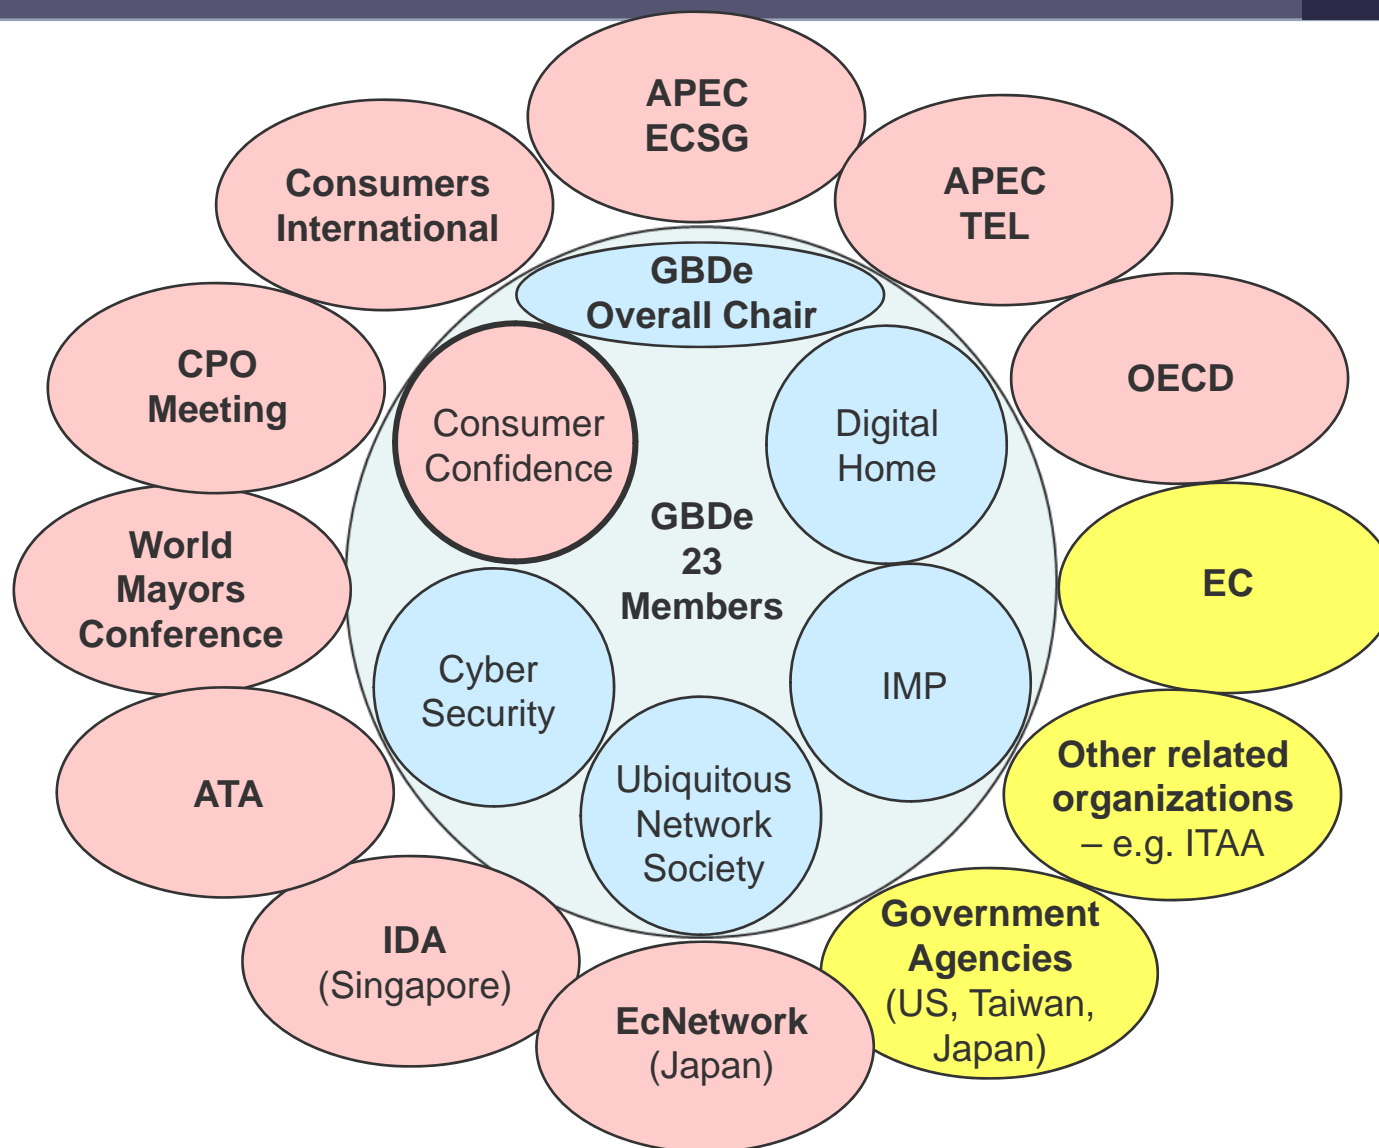 APEC
ECSG
Consumers
International
APEC
TEL
GBDe
Overall Chair
CPO
Meeting
OECD
Consumer
Confidence
Digital
Home
GBDe
23
Members
World
Mayors
Conference
EC
Cyber
Security
IMP
ATA
Ubiquitous
Network
Society
Other related
organizations
– e.g. ITAA
IDA
(Singapore)
Government
Agencies
(US, Taiwan,
Japan)
EcNetwork
(Japan)